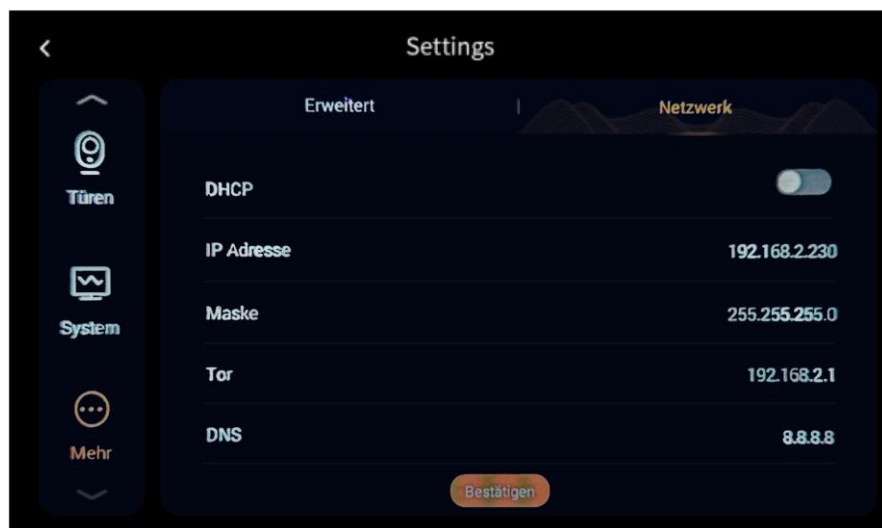 Settings
Erweitert
Netzwerk
Türen
DHCP
IP Adresse 192.168.2.230
System
Maske 255.255.255.0
Tor 192.168.2.1
Mehr
DNS 8.8.8.8
Bestätigen